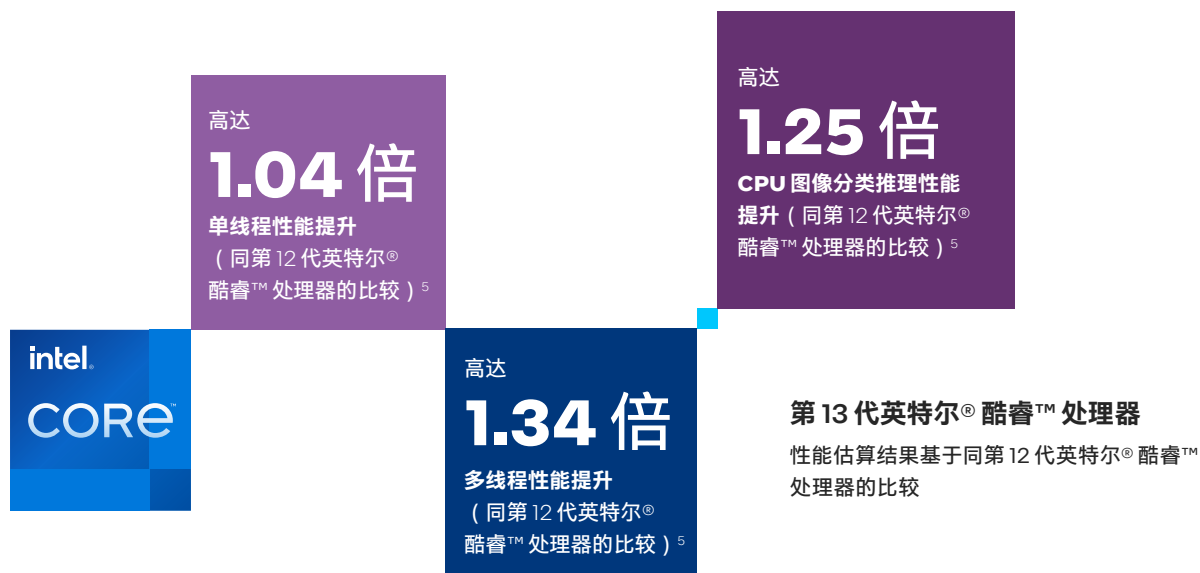 高达
1.04 倍
单线程性能提升
（同第 12 代英特尔®
酷睿™ 处理器的比较）5
高达
1.25 倍
CPU 图像分类推理性能
提升（同第 12 代英特尔®
酷睿™ 处理器的比较）5
intel.
CORE™
高达
1.34 倍
多线程性能提升
（同第 12 代英特尔®
酷睿™ 处理器的比较）5
第 13 代英特尔® 酷睿™ 处理器
性能估算结果基于同第 12 代英特尔® 酷睿™
处理器的比较